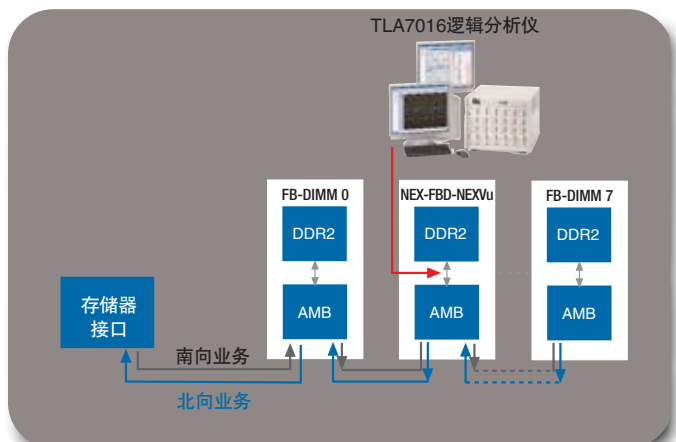 TLA7016逻辑分析仪
FB-DIMM 0
NEX-FBD-NEXVu
FB-DIMM 7
DDR2
DDR2
DDR2
存储器
接口
AMB
AMB
AMB
南向业务
北向业务